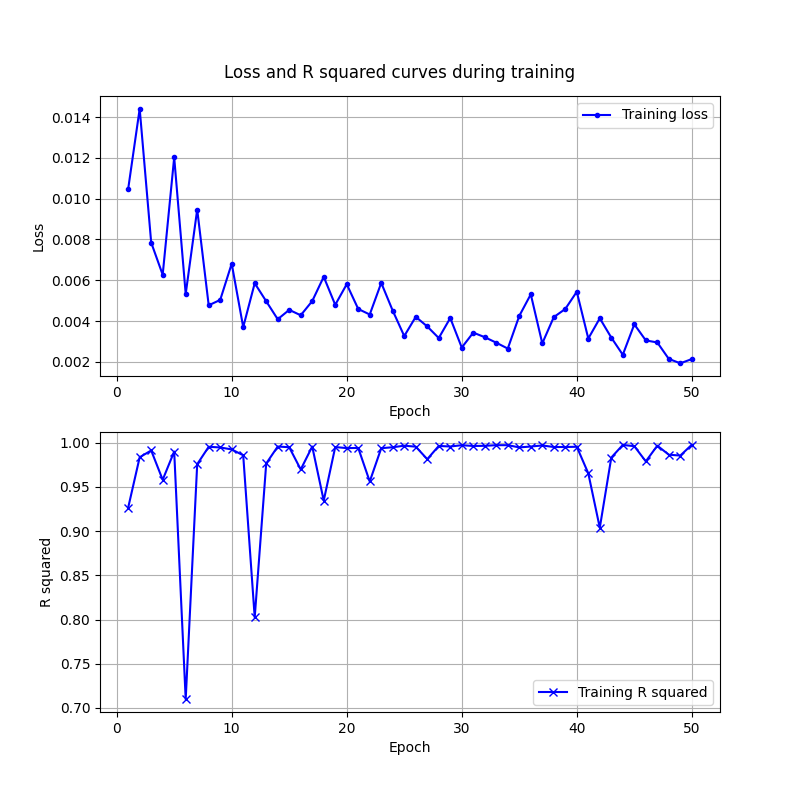 Loss and R squared curves during training
0.014
0.012
0.010
0.008
0.006
0.004
0.002
Loss
Training loss
0 10 20 30 40 50
Epoch
1.00
0.95
0.90
0.85
0.80
0.75
0.70
R squared
Training R squared
0 10 20 30 40 50
Epoch